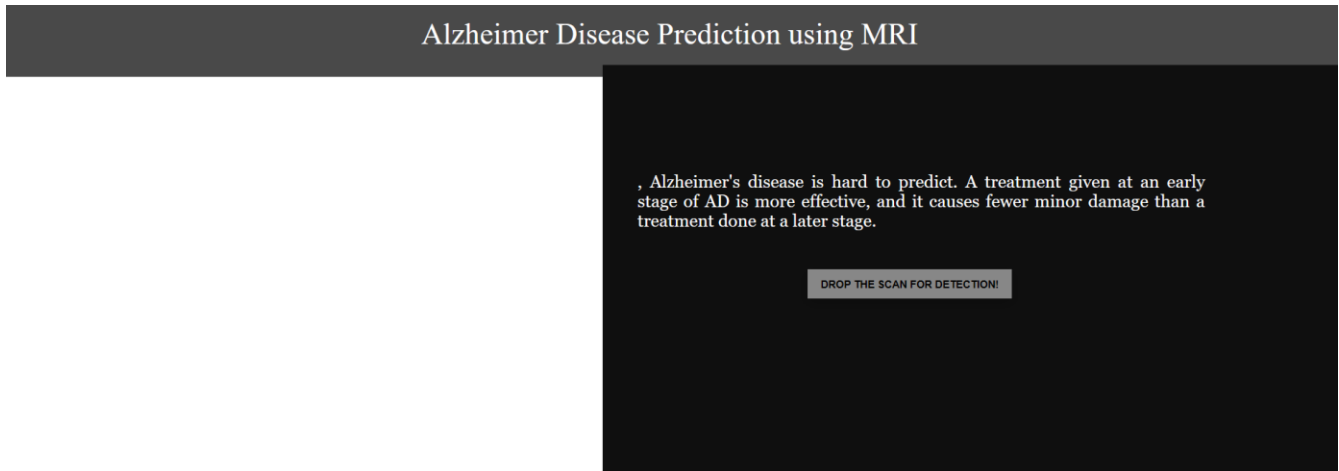 Alzheimer Disease Prediction using MRI
, Alzheimer's disease is hard to predict. A treatment given at an early
stage of AD is more effective, and it causes fewer minor damage than a
treatment done at a later stage.
DROP THE SCAN FOR DETECTION!